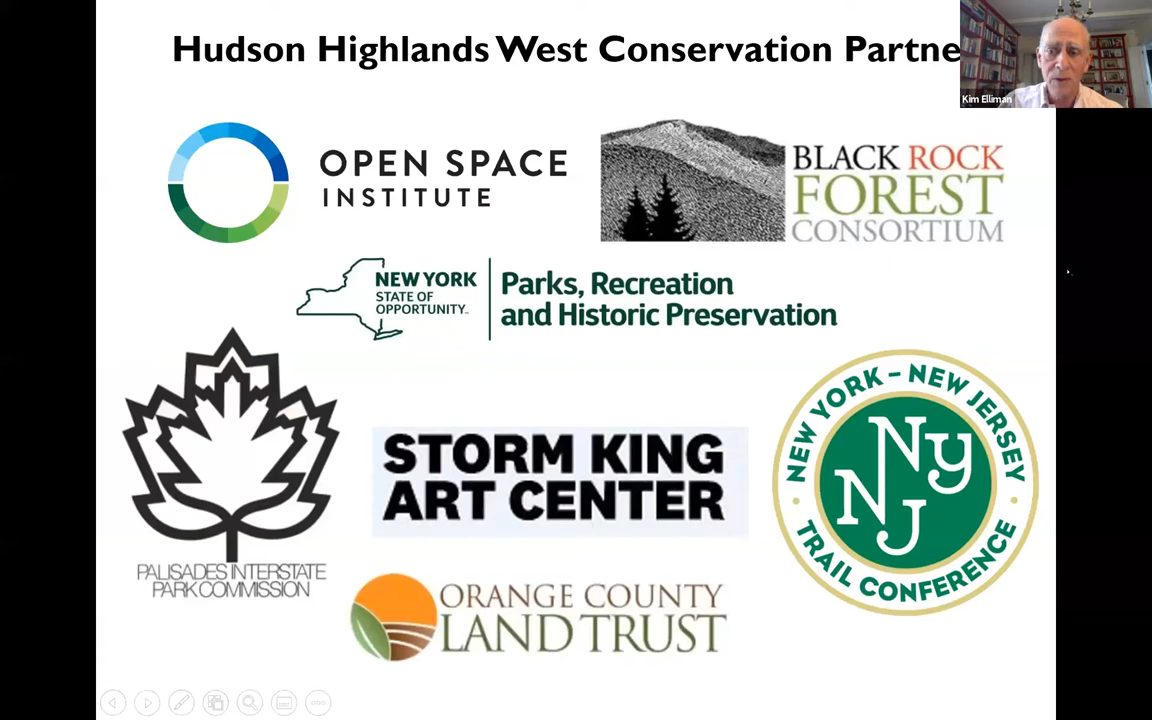 Hudson Highlands West Conservation Partne
Kim Elliman
OPEN SPACE
INSTITUTE
BLACK ROCK
FOREST
CONSORTIUM
NEW YORK
STATE OF
OPPORTUNITY™
Parks, Recreation
and Historic Preservation
PALISADES INTERSTATE
PARK COMMISSION
STORM KING
ART CENTER
NEW YORK – NEW JERSEY
NY
NJ
TRAIL CONFERENCE
ORANGE COUNTY
LAND TRUST